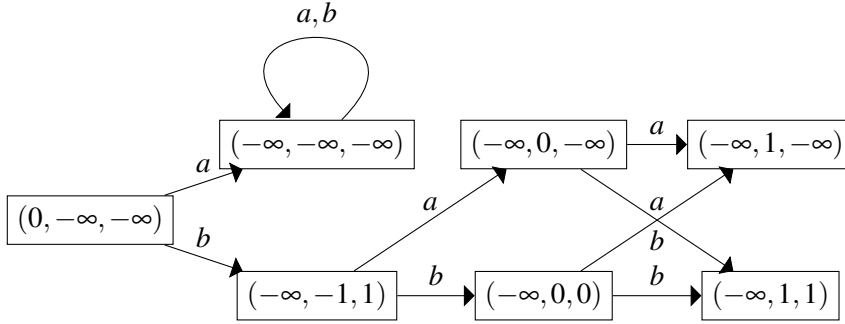 a,b
(−∞,−∞,−∞)
(−∞,0,−∞)
a
(−∞,1,−∞)
a
(0,−∞,−∞)
a
a
b
b
(−∞,−1,1)
b
(−∞,0,0)
b
(−∞,1,1)